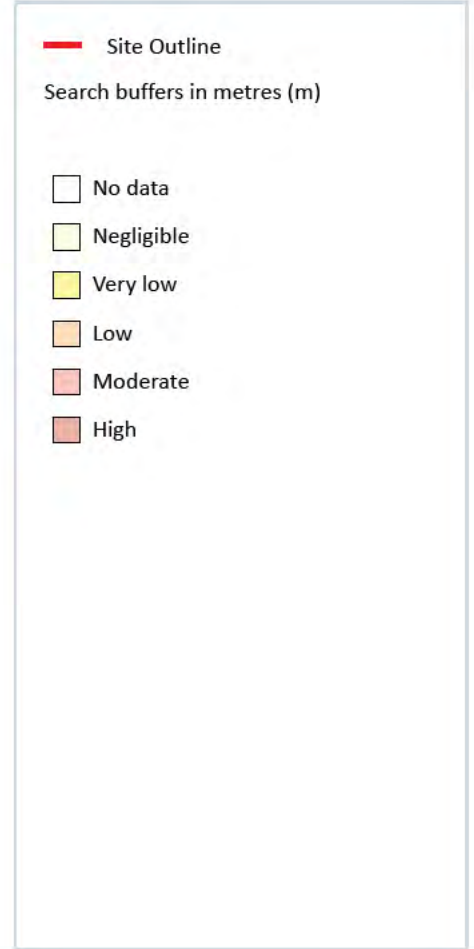 Site Outline
Search buffers in metres (m)
No data
Negligible
Very low
Low
Moderate
High